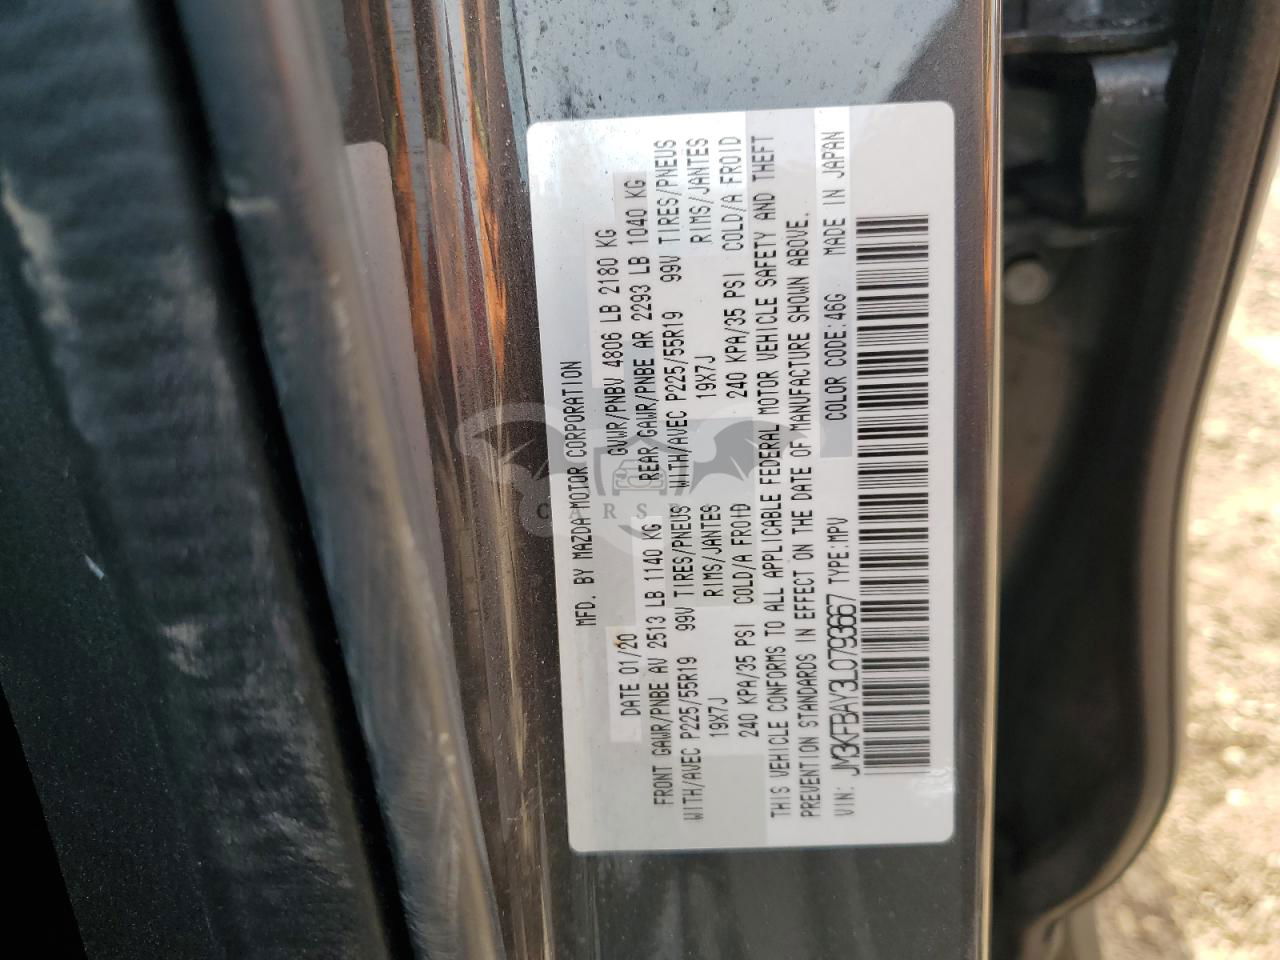 MFD. BY MAZDA MOTOR CORPORATION
DATE 01/20 GVWR/PNBV 4806 LB 2180 KG
FRONT GAWR/PNBE AV 2513 LB 1140 KG REAR GAWR/PNBE AR 2293 LB 1040 KG
WITH/AVEC P225/55R19 99V TIRES/PNEUS WITH/AVEC P225/55R19 99V TIRES/PNEUS
19X7J RIMS/JANTES 19X7J RIMS/JANTES
240 KPA/35 PSI COLD/A FROID 240 KPA/35 PSI COLD/A FROID
THIS VEHICLE CONFORMS TO ALL APPLICABLE FEDERAL MOTOR VEHICLE SAFETY AND THEFT
PREVENTION STANDARDS IN EFFECT ON THE DATE OF MANUFACTURE SHOWN ABOVE.
VIN: JM3KFBAY3L0793667 TYPE:MPV COLOR CODE:46G MADE IN JAPAN